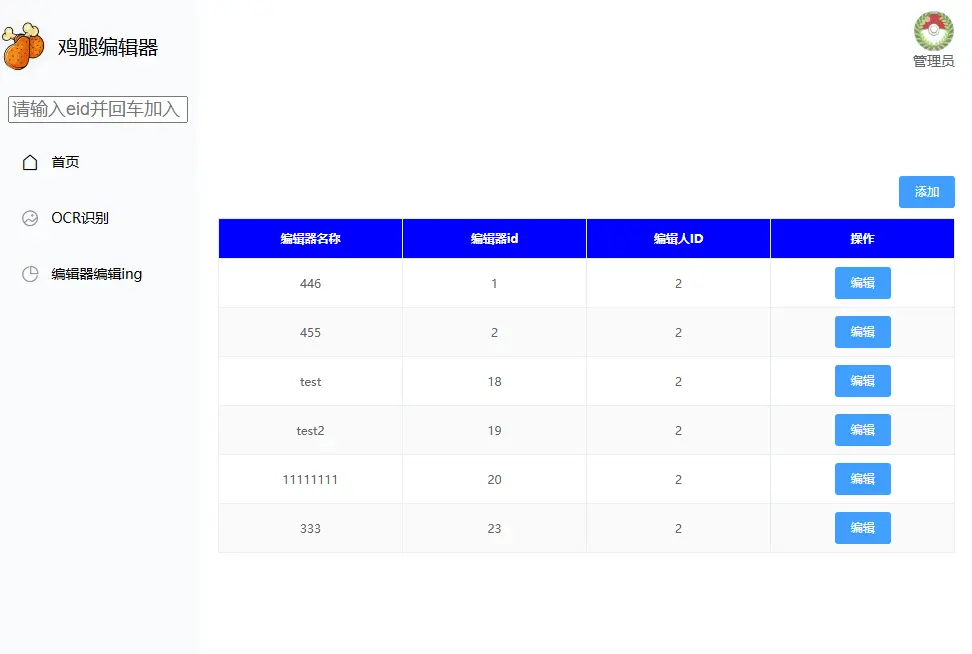 鸡腿编辑器
管理员
请输入eid并回车加入
首页
OCR识别
编辑器编辑ing
添加
编辑器名称 编辑器id 编辑人ID 操作
446 1 2 编辑
455 2 2 编辑
test 18 2 编辑
test2 19 2 编辑
11111111 20 2 编辑
333 23 2 编辑